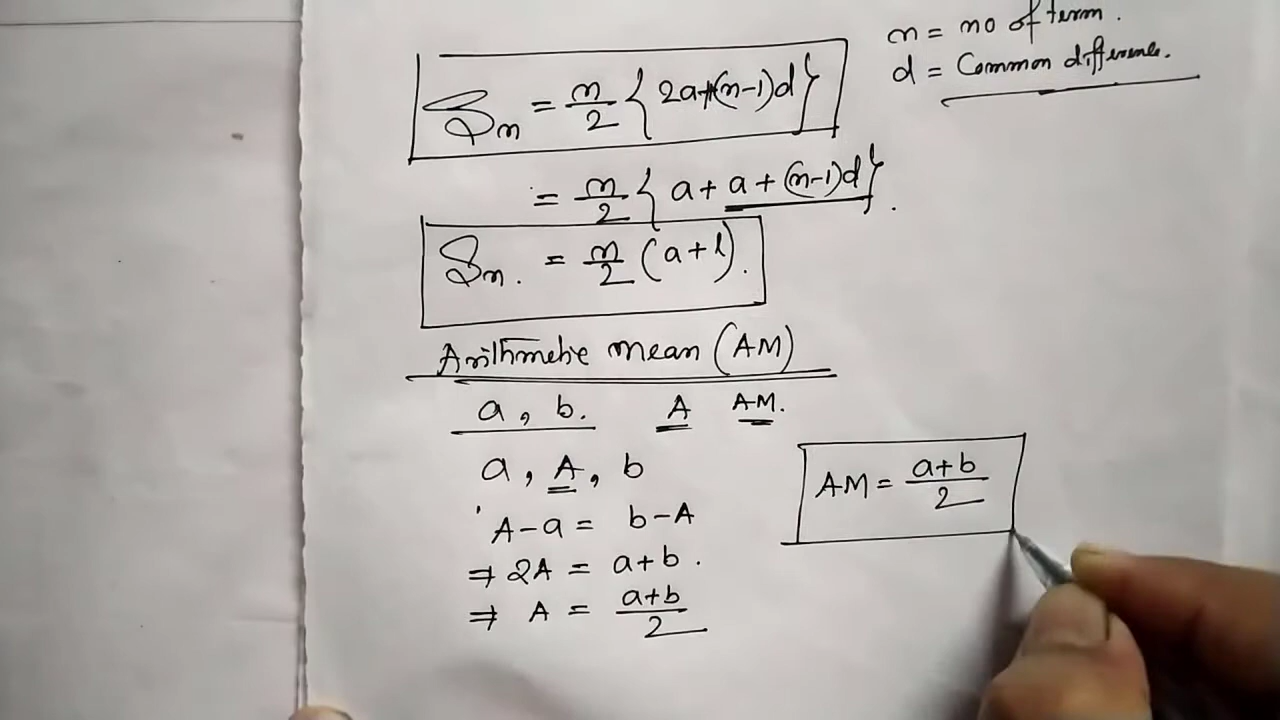 n = no of term.
d = Common difference.
Sn = n/2 { 2a+(n-1)d}
= n/2 { a + a + (n-1)d}.
Sn. = n/2 (a+l).
Arithmetic mean (AM)
a, b. A AM.
a, A, b
A-a = b-A
⇒ 2A = a+b.
⇒ A = a+b/2
AM = a+b/2